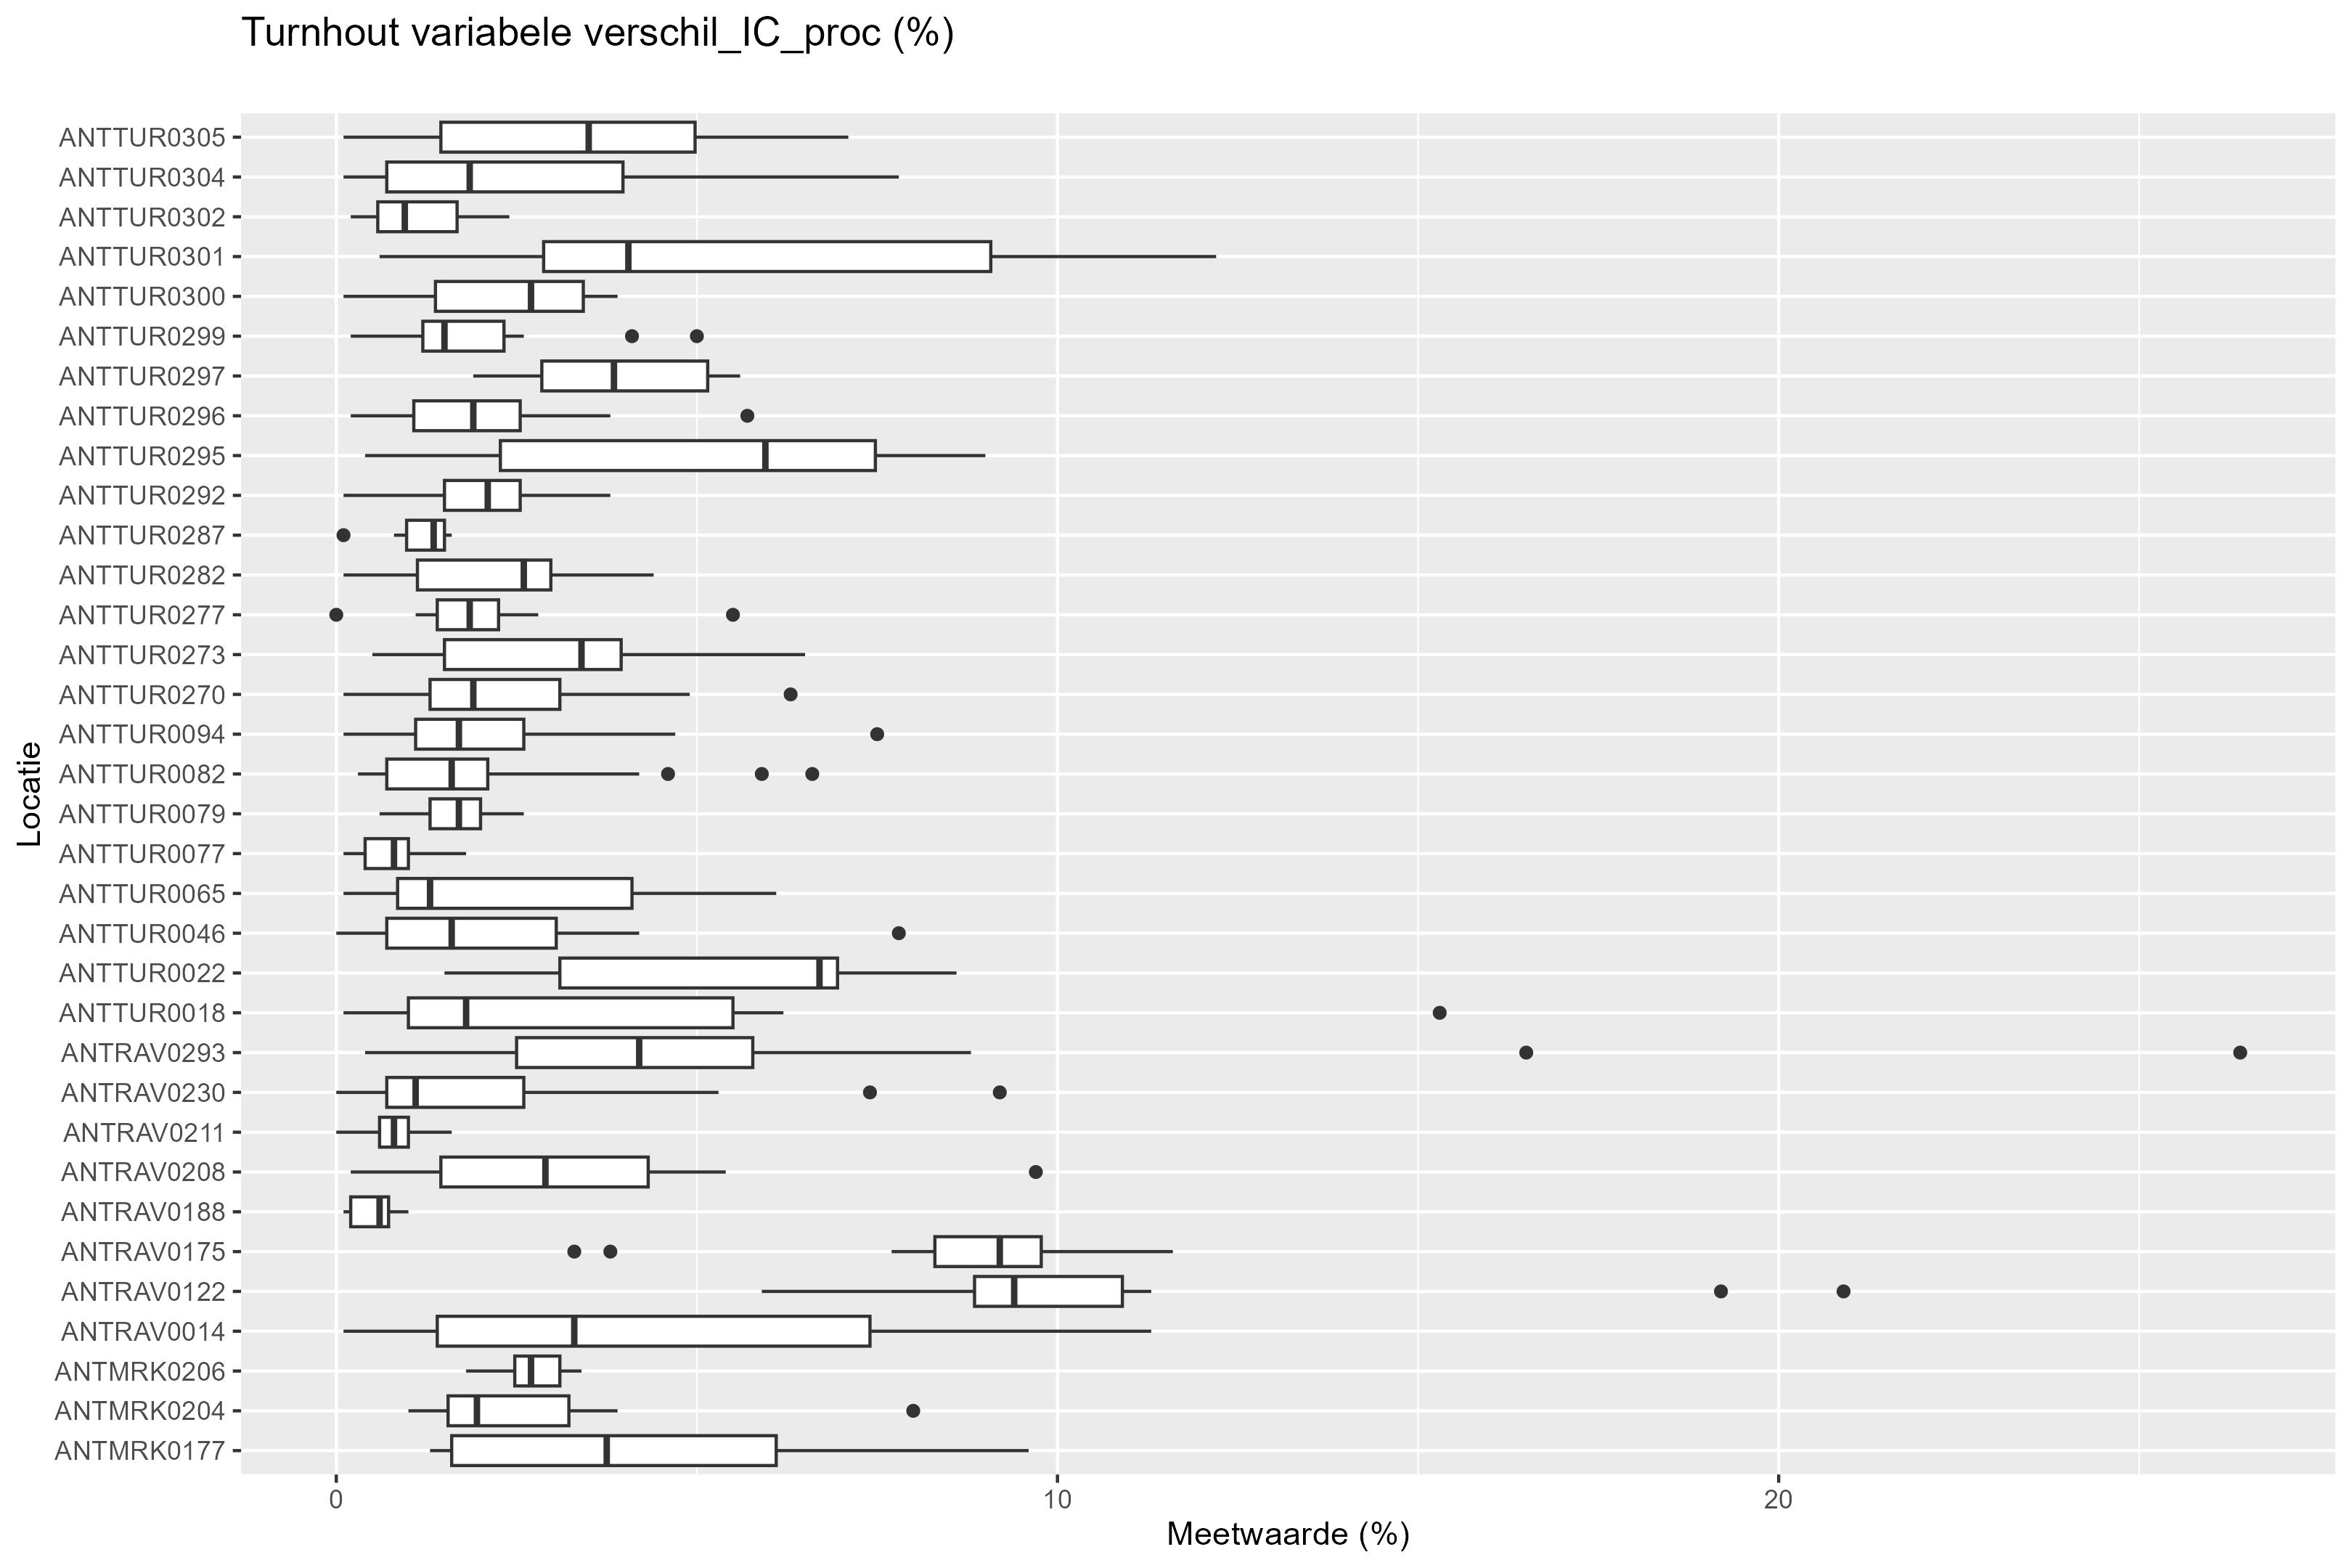 Turnhout variabele verschil_IC_proc (%)
ANTTUR0305
ANTTUR0304
ANTTUR0302
ANTTUR0301
ANTTUR0300
ANTTUR0299
ANTTUR0297
ANTTUR0296
ANTTUR0295
ANTTUR0292
ANTTUR0287
ANTTUR0282
ANTTUR0277
ANTTUR0273
ANTTUR0270
ANTTUR0094
ANTTUR0082
ANTTUR0079
ANTTUR0077
ANTTUR0065
ANTTUR0046
ANTTUR0022
ANTTUR0018
ANTRAV0293
ANTRAV0230
ANTRAV0211
ANTRAV0208
ANTRAV0188
ANTRAV0175
ANTRAV0122
ANTRAV0014
ANTMRK0206
ANTMRK0204
ANTMRK0177
Locatie
0 10 20
Meetwaarde (%)